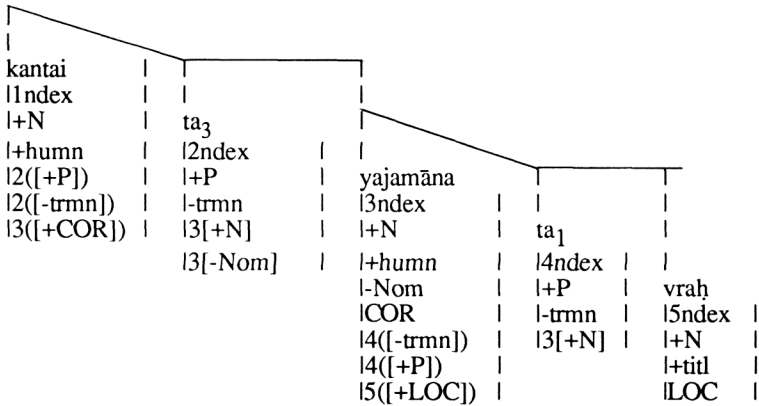 kantai
|1ndex
|+N
|+humn
|2([+P])
|2([-trmn])
|3([+COR])
ta3
|2ndex
|+P
|-trmn
|3[+N]
|3[-Nom]
yajamāna
|3ndex
|+N
|+humn
|-Nom
|COR
|4([-trmn])
|4([+P])
|5([+LOC])
ta1
|4ndex
|+P
|-trmn
|3[+N]
vraḥ
|5ndex
|+N
|+titl
|LOC